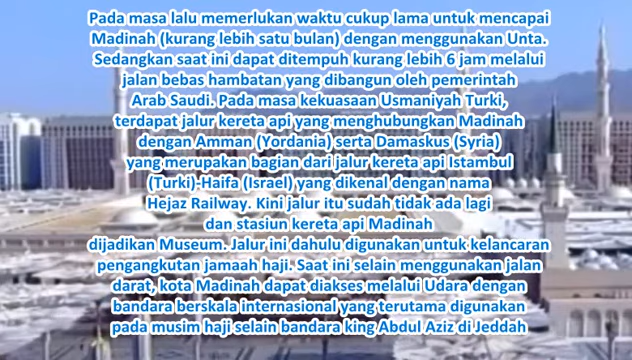 Pada masa lalu memerlukan waktu cukup lama untuk mencapai
Madinah (kurang lebih satu bulan) dengan menggunakan Unta.
Sedangkan saat ini dapat ditempuh kurang lebih 6 jam melalui
jalan bebas hambatan yang dibangun oleh pemerintah
Arab Saudi. Pada masa kekuasaan Usmaniyah Turki,
terdapat jalur kereta api yang menghubungkan Madinah
dengan Amman (Yordania) serta Damaskus (Syria)
yang merupakan bagian dari jalur kereta api Istambul
(Turki)-Haifa (Israel) yang dikenal dengan nama
Hejaz Railway. Kini jalur itu sudah tidak ada lagi
dan stasiun kereta api Madinah
dijadikan Museum. Jalur ini dahulu digunakan untuk kelancaran
pengangkutan jamaah haji. Saat ini selain menggunakan jalan
darat, kota Madinah dapat diakses melalui Udara dengan
bandara berskala internasional yang terutama digunakan
pada musim haji selain bandara king Abdul Aziz di Jeddah